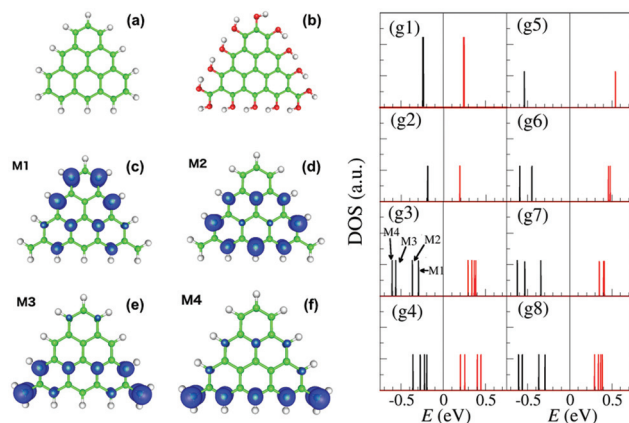 (a)
(b)
M1
(c)
M2
(d)
M3
(e)
M4
(f)
DOS (a.u.)
(g1)
(g5)
(g2)
(g6)
(g3)
(g7)
M4
M3
M2
M1
(g4)
(g8)
-0.5 0 0.5
-0.5 0 0.5
E (eV)
E (eV)